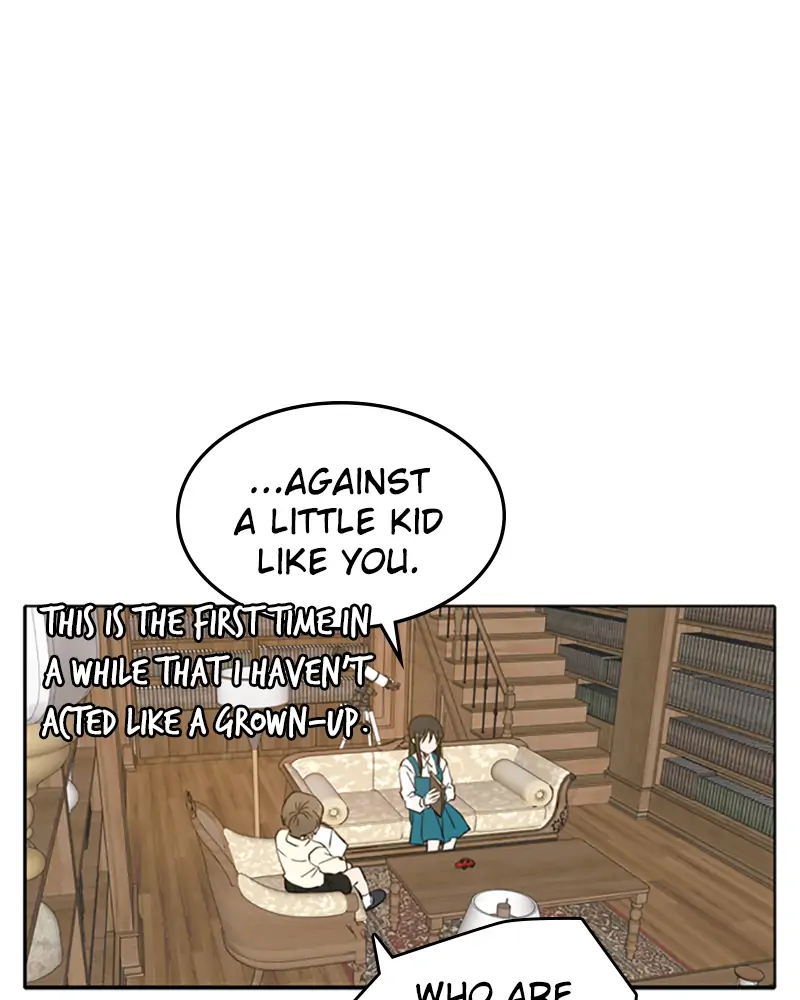 ...AGAINST
A LITTLE KID
LIKE YOU.
THIS IS THE FIRST TIME IN
A WHILE THAT I HAVEN'T
ACTED LIKE A GROWN-UP.
WHO ARE